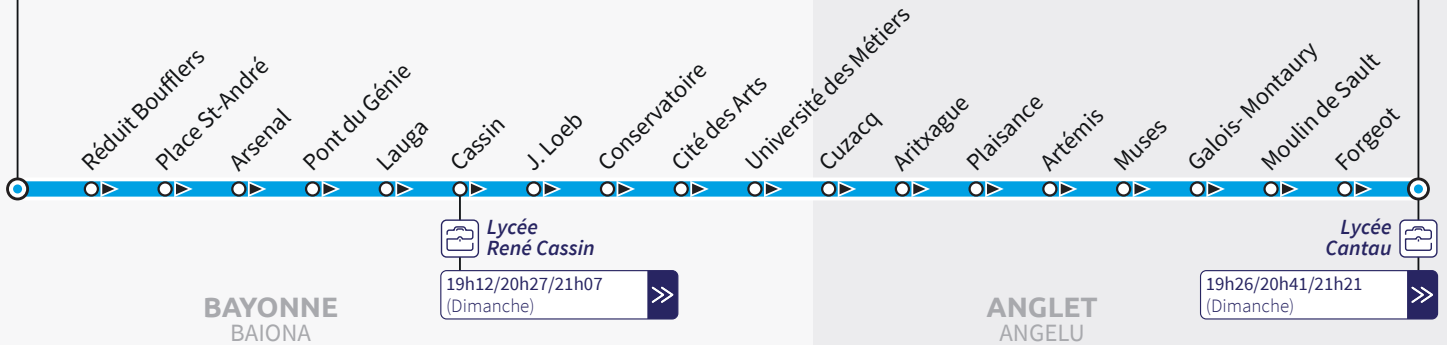 Réduit Boufflers
Place St-André
Arsenal
Pont du Génie
Lauga
Cassin
J. Loeb
Conservatoire
Cité des Arts
Université des Métiers
Cuzacq
Aritxague
Plaisance
Artémis
Muses
Galois- Montaury
Moulin de Sault
Forgeot
Lycée
René Cassin
19h12/20h27/21h07
(Dimanche)
Lycée
Cantau
19h26/20h41/21h21
(Dimanche)
BAYONNE
BAIONA
ANGLET
ANGELU